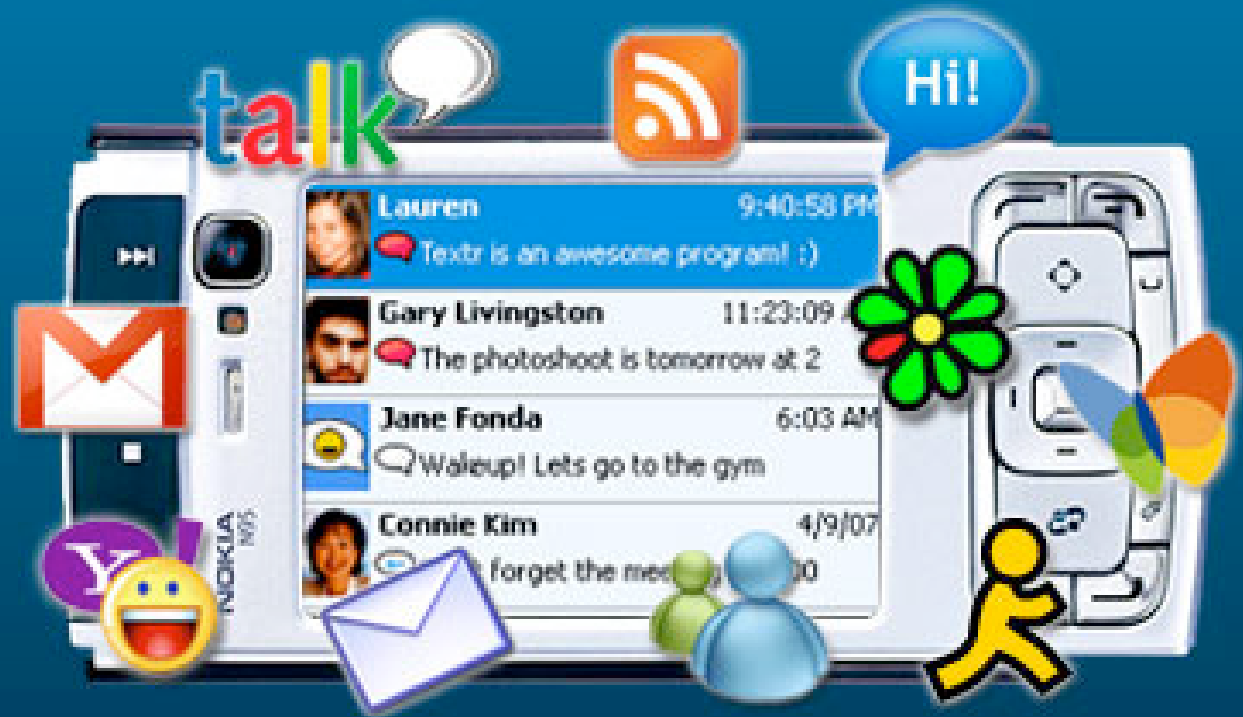 talk
Hi!
Lauren 9:40:58 PM
Textr is an awesome program! :)
Gary Livingston 11:23:09
The photoshoot is tomorrow at 2
Jane Fonda 6:03 AM
Wakeup! Lets go to the gym
Connie Kim 4/9/07
forget the
NOKIA
N95
Y!